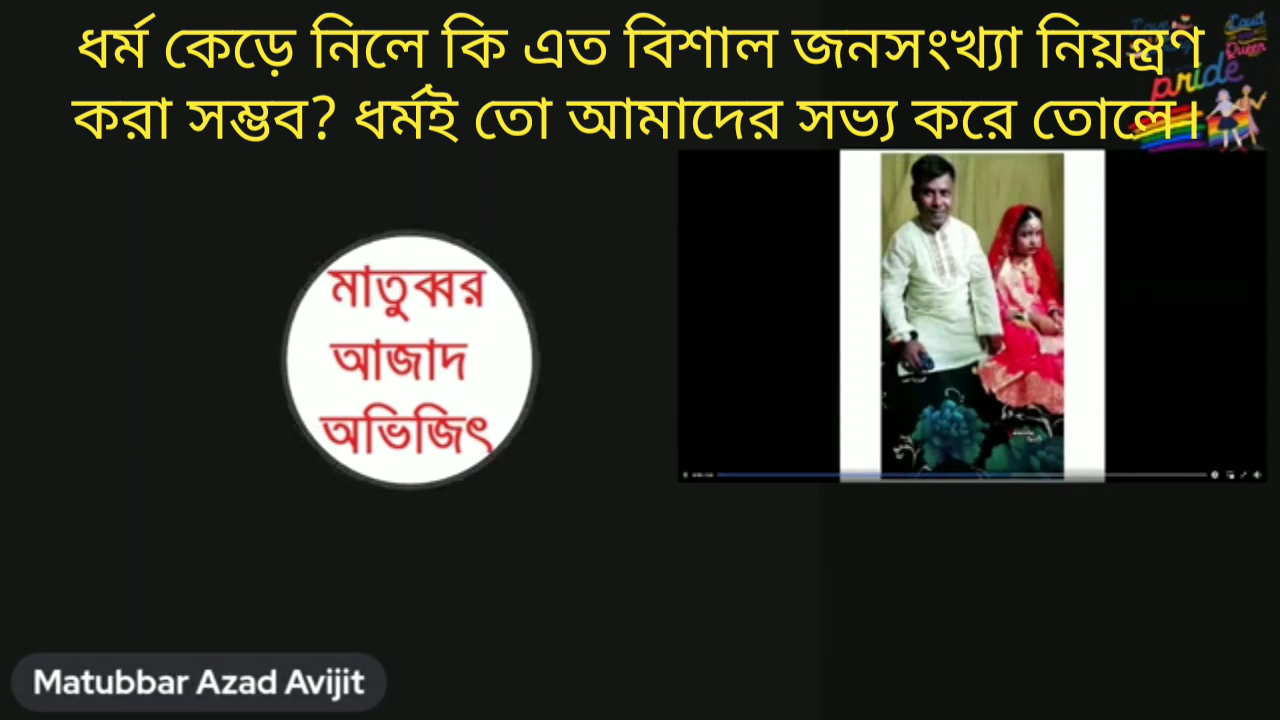 ধর্ম কেড়ে নিলে কি এত বিশাল জনসংখ্যা নিয়ন্ত্রণ
করা সম্ভব? ধর্মই তো আমাদের সভ্য করে তোলে।
pride
মাতুব্বর
আজাদ
অভিজিৎ
Matubbar Azad Avijit